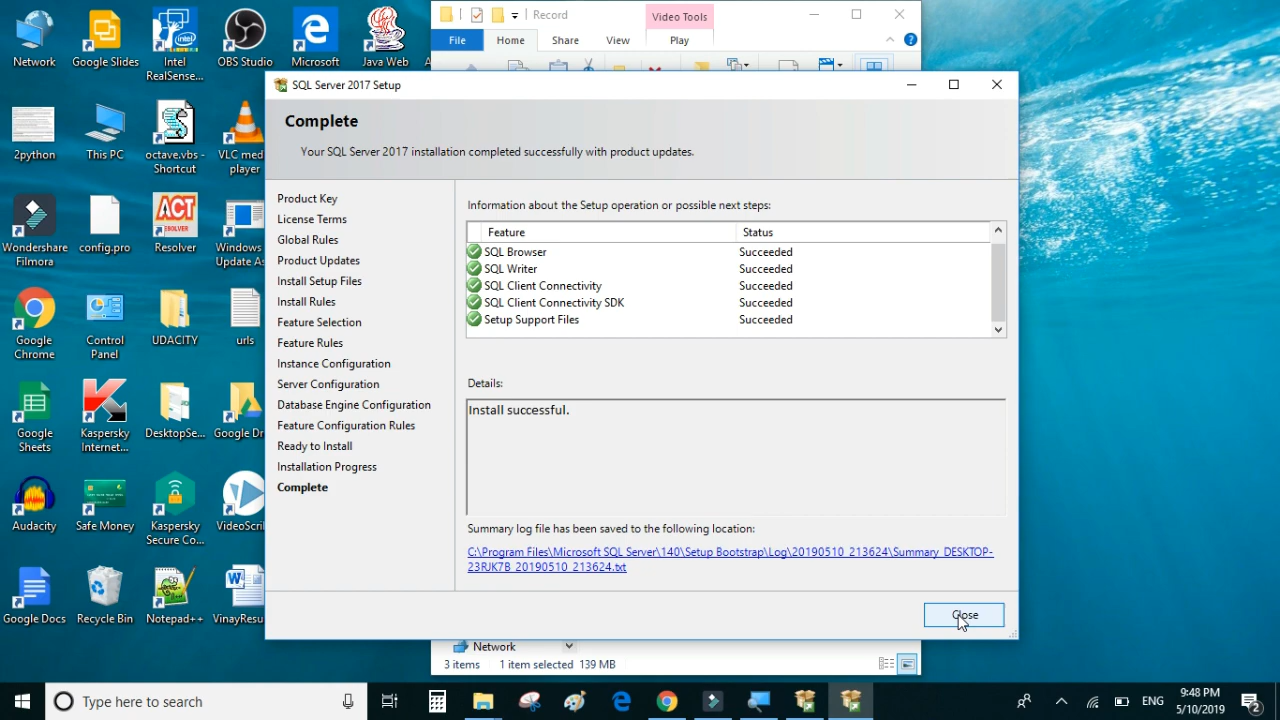 Network
Google Slides
Intel
RealSense...
OBS Studio
Microsoft
Java Web
2python
This PC
octave.vbs -
Shortcut
VLC med
player
Wondershare
Filmora
config.pro
ACT
RESOLVER
Resolver
Windows
Update As
Google
Chrome
Control
Panel
UDACITY
urls
Google
Sheets
Kaspersky
Internet...
DesktopSe...
Google Dr
Audacity
Safe Money
Kaspersky
Secure Co...
VideoScri
Google Docs
Recycle Bin
Notepad++
VinayResu
Record
Video Tools
File
Home
Share
View
Play
SQL Server 2017 Setup
Complete
Your SQL Server 2017 installation completed successfully with product updates.
Product Key
License Terms
Global Rules
Product Updates
Install Setup Files
Install Rules
Feature Selection
Feature Rules
Instance Configuration
Server Configuration
Database Engine Configuration
Feature Configuration Rules
Ready to Install
Installation Progress
Complete
Information about the Setup operation or possible next steps:
Feature Status
SQL Browser Succeeded
SQL Writer Succeeded
SQL Client Connectivity Succeeded
SQL Client Connectivity SDK Succeeded
Setup Support Files Succeeded
Details:
Install successful.
Summary log file has been saved to the following location:
C:\Program Files\Microsoft SQL Server\140\Setup Bootstrap\Log\20190510_213624\Summary_DESKTOP-
23RJK7B_20190510_213624.txt
Close
Network
3 items 1 item selected 139 MB
Type here to search
ENG
9:48 PM
5/10/2019
2